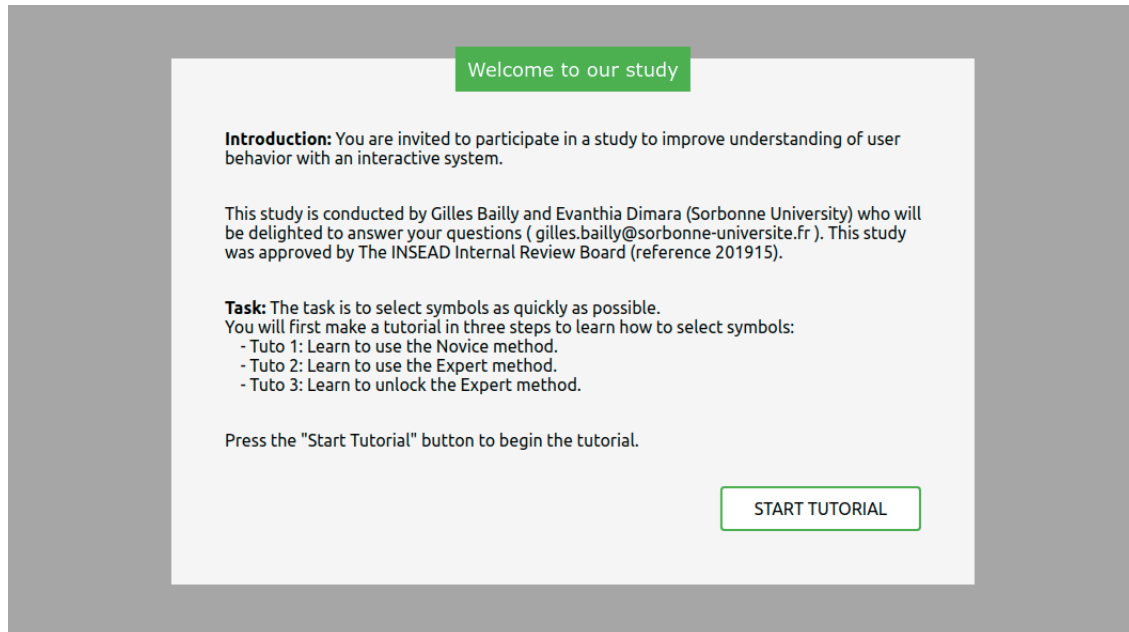 Welcome to our study
Introduction: You are invited to participate in a study to improve understanding of user
behavior with an interactive system.
This study is conducted by Gilles Bailly and Evanthia Dimara (Sorbonne University) who will
be delighted to answer your questions ( gilles.bailly@sorbonne-universite.fr ). This study
was approved by The INSEAD Internal Review Board (reference 201915).
Task: The task is to select symbols as quickly as possible.
You will first make a tutorial in three steps to learn how to select symbols:
- Tuto 1: Learn to use the Novice method.
- Tuto 2: Learn to use the Expert method.
- Tuto 3: Learn to unlock the Expert method.
Press the "Start Tutorial" button to begin the tutorial.
START TUTORIAL